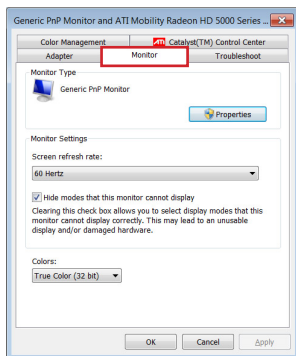 Generic PnP Monitor and ATI Mobility Radeon HD 5000 Series ...
Color Management
ATI Catalyst(TM) Control Center
Adapter
Monitor
Troubleshoot
Monitor Type
Generic PnP Monitor
Properties
Monitor Settings
Screen refresh rate:
60 Hertz
Hide modes that this monitor cannot display
Clearing this check box allows you to select display modes that this
monitor cannot display correctly. This may lead to an unusable
display and/or damaged hardware.
Colors:
True Color (32 bit)
OK
Cancel
Apply